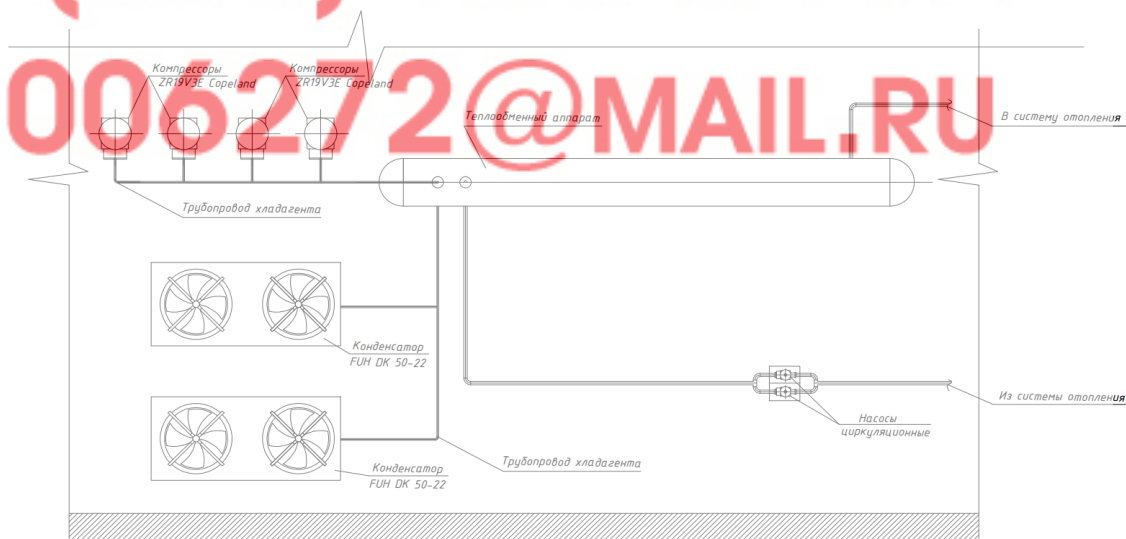 Компрессоры
ZR19V3E Copeland
Компрессоры
ZR19V3E Copeland
006272@MAIL.RU
Теплообменный аппарат
В систему отопления
Трубопровод хладагента
Конденсатор
FUH DK 50-22
Из системы отопления
Насосы
циркуляционные
Трубопровод хладагента
Конденсатор
FUH DK 50-22